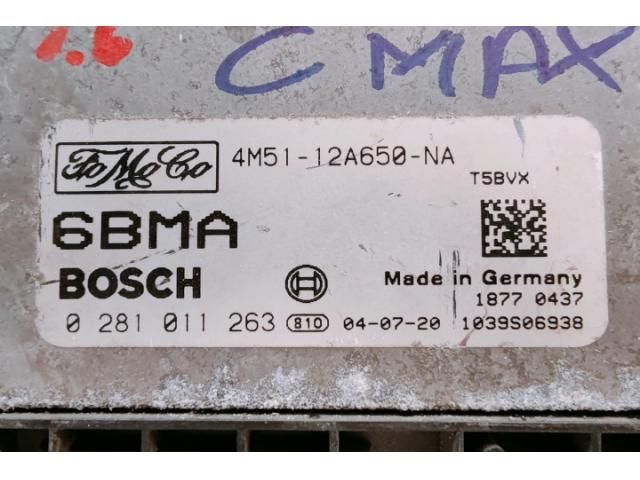 1.6 C MAX
FoMoCo 4M51-12A650-NA
T5BVX
6BMA
BOSCH Made in Germany
1877 0437
0 281 011 263 810 04-07-20 1039S06938